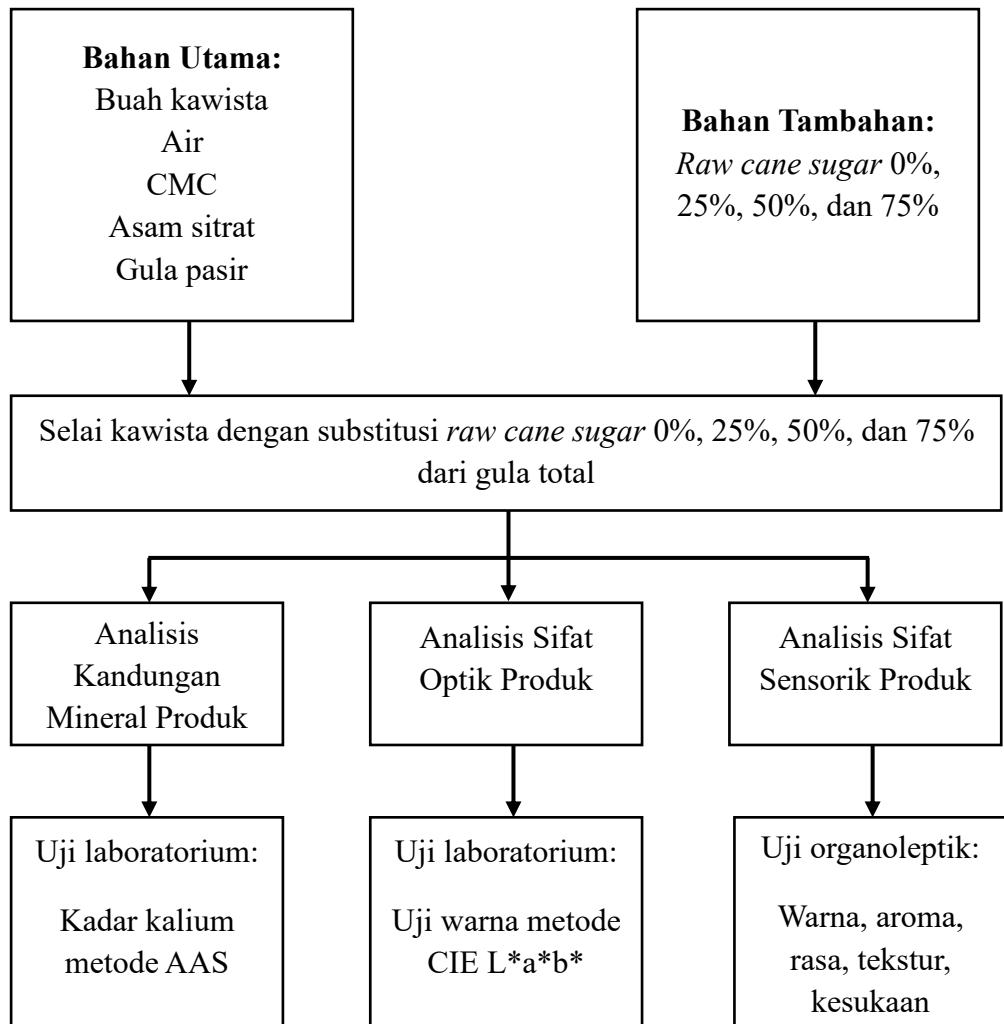 Bahan Utama:
Buah kawista
Air
CMC
Asam sitrat
Gula pasir
Bahan Tambahan:
Raw cane sugar 0%,
25%, 50%, dan 75%
Selai kawista dengan substitusi raw cane sugar 0%, 25%, 50%, dan 75%
dari gula total
Analisis
Kandungan
Mineral Produk
Analisis Sifat
Optik Produk
Analisis Sifat
Sensorik Produk
Uji laboratorium:
Kadar kalium
metode AAS
Uji laboratorium:
Uji warna metode
CIE L*a*b*
Uji organoleptik:
Warna, aroma,
rasa, tekstur,
kesukaan